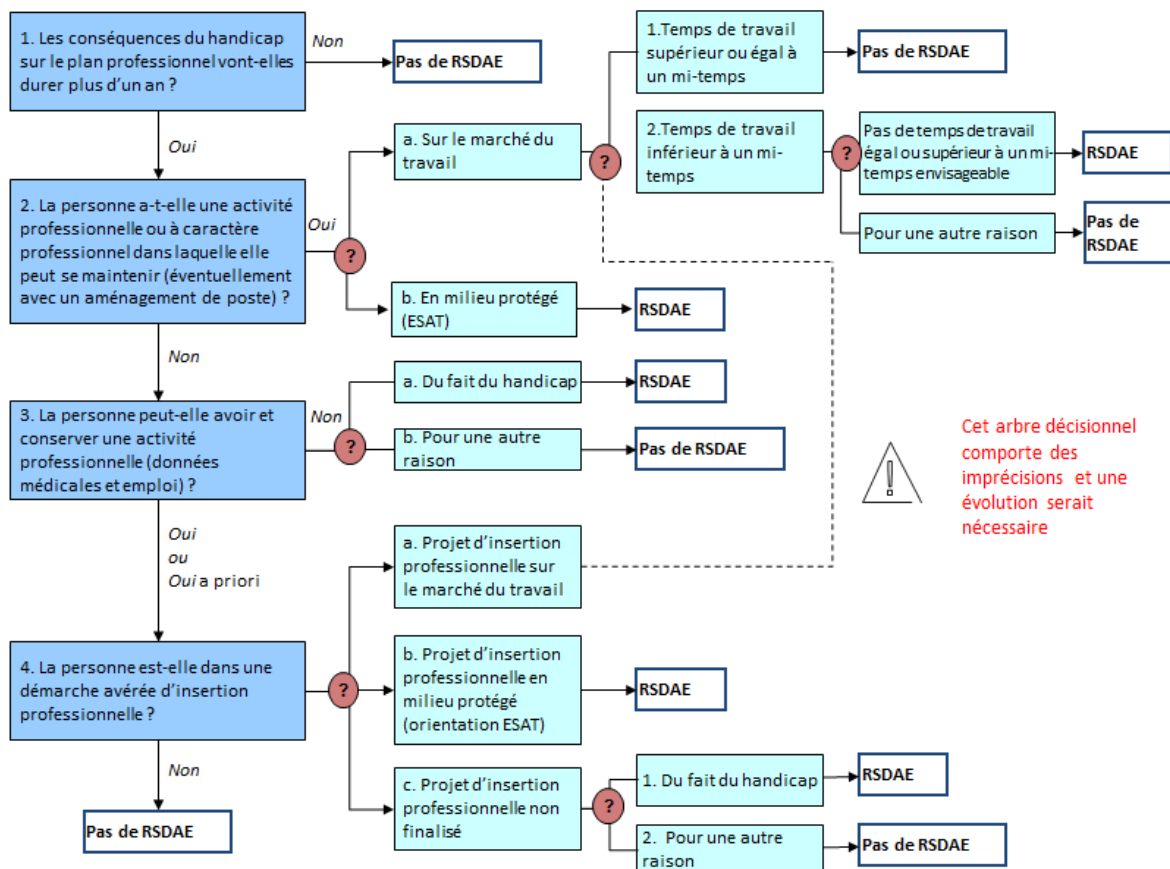 1. Les conséquences du handicap
sur le plan professionnel vont-elles
durer plus d'un an ?
Non
Pas de RSDAE
Oui
2. La personne a-t-elle une activité
professionnelle ou à caractère
professionnel dans laquelle elle
peut se maintenir (éventuellement
avec un aménagement de poste) ?
Oui
?
a. Sur le marché du
travail
?
1.Temps de travail
supérieur ou égal à
un mi-temps
Pas de RSDAE
2.Temps de travail
inférieur à un mi-
temps
?
Pas de temps de travail
égal ou supérieur à un mi-
temps envisageable
RSDAE
Pour une autre raison
Pas de
RSDAE
b. En milieu protégé
(ESAT)
RSDAE
Non
3. La personne peut-elle avoir et
conserver une activité
professionnelle (données
médicales et emploi) ?
Non
?
a. Du fait du handicap
RSDAE
b. Pour une autre
raison
Pas de RSDAE
Cet arbre décisionnel
comporte des
imprécisions et une
évolution serait
nécessaire
!
Oui
ou
Oui a priori
4. La personne est-elle dans une
démarche avérée d'insertion
professionnelle ?
?
a. Projet d'insertion
professionnelle sur
le marché du travail
b. Projet d'insertion
professionnelle en
milieu protégé
(orientation ESAT)
RSDAE
c. Projet d'insertion
professionnelle non
finalisé
?
1. Du fait du handicap
RSDAE
2. Pour une autre
raison
Pas de RSDAE
Non
Pas de RSDAE